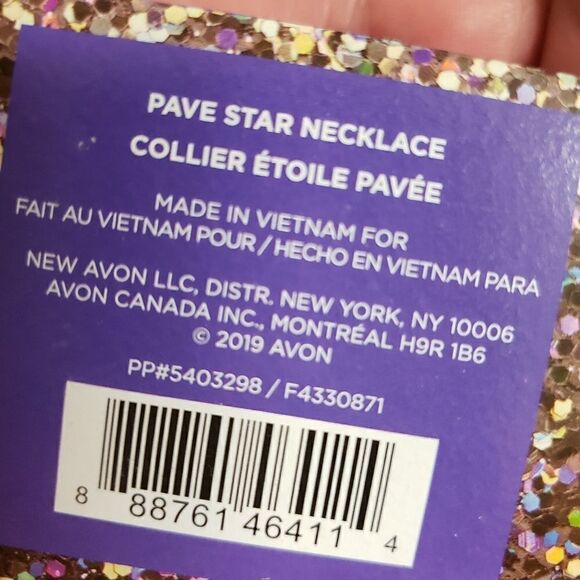 PAVE STAR NECKLACE
COLLIER ÉTOILE PAVÉE
MADE IN VIETNAM FOR
FAIT AU VIETNAM POUR / HECHO EN VIETNAM PARA
NEW AVON LLC, DISTR. NEW YORK, NY 10006
AVON CANADA INC., MONTRÉAL H9R 1B6
© 2019 AVON
PP#5403298 / F4330871
8 88761 46411 4